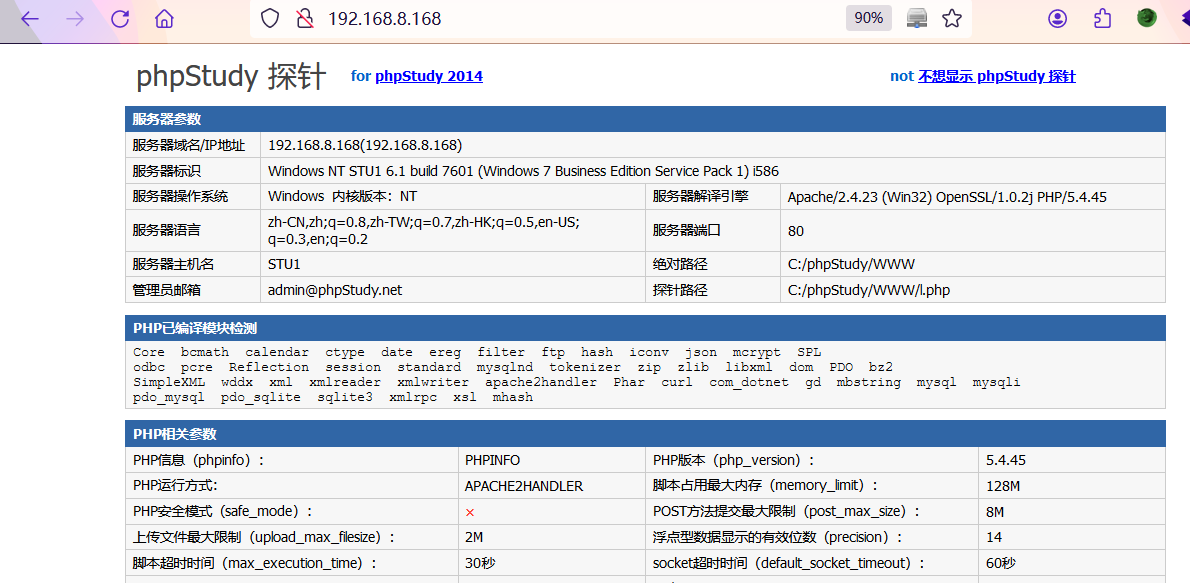 192.168.8.168
90%
phpStudy 探针 for phpStudy 2014 not 不想显示 phpStudy 探针
服务器参数
服务器域名/IP地址 192.168.8.168(192.168.8.168)
服务器标识 Windows NT STU1 6.1 build 7601 (Windows 7 Business Edition Service Pack 1) i586
服务器操作系统 Windows 内核版本：NT 服务器解译引擎 Apache/2.4.23 (Win32) OpenSSL/1.0.2j PHP/5.4.45
服务器语言 zh-CN,zh;q=0.8,zh-TW;q=0.7,zh-HK;q=0.5,en-US;
q=0.3,en;q=0.2 服务器端口 80
服务器主机名 STU1 绝对路径 C:/phpStudy/WWW
管理员邮箱 admin@phpStudy.net 探针路径 C:/phpStudy/WWW/l.php
PHP已编译模块检测
Core bcmath calendar ctype date ereg filter ftp hash iconv json mcrypt SPL
odbc pcre Reflection session standard mysqlnd tokenizer zip zlib libxml dom PDO bz2
SimpleXML wddx xml xmlreader xmlwriter apache2handler Phar curl com_dotnet gd mbstring mysql mysqli
pdo_mysql pdo_sqlite sqlite3 xmlrpc xsl mhash
PHP相关参数
PHP信息（phpinfo）： PHPINFO PHP版本（php_version）： 5.4.45
PHP运行方式： APACHE2HANDLER 脚本占用最大内存（memory_limit）： 128M
PHP安全模式（safe_mode）： × POST方法提交最大限制（post_max_size）： 8M
上传文件最大限制（upload_max_filesize）： 2M 浮点型数据显示的有效位数（precision）： 14
脚本超时时间（max_execution_time）： 30秒 socket超时时间（default_socket_timeout）： 60秒